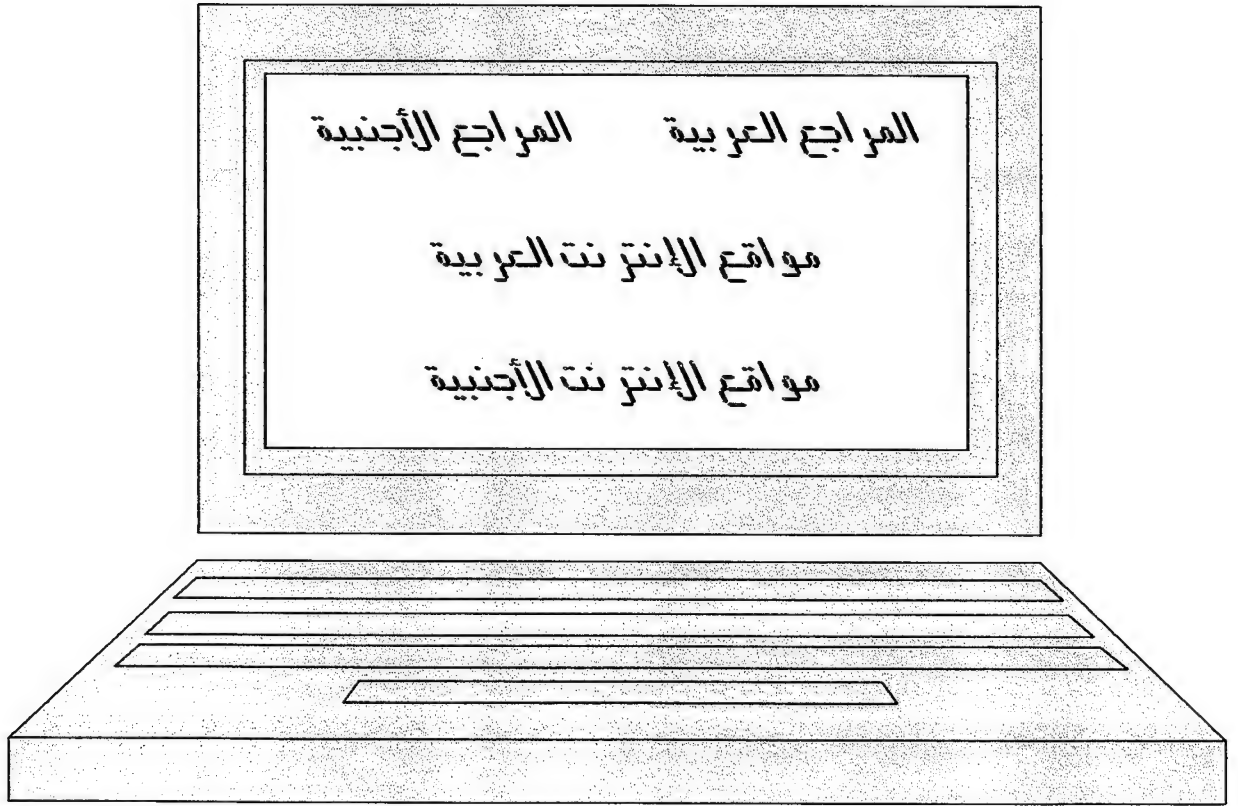 المراجع العربية المراجع الأجنبية
مواقع الإنترنت العربية
مواقع الإنترنت الأجنبية